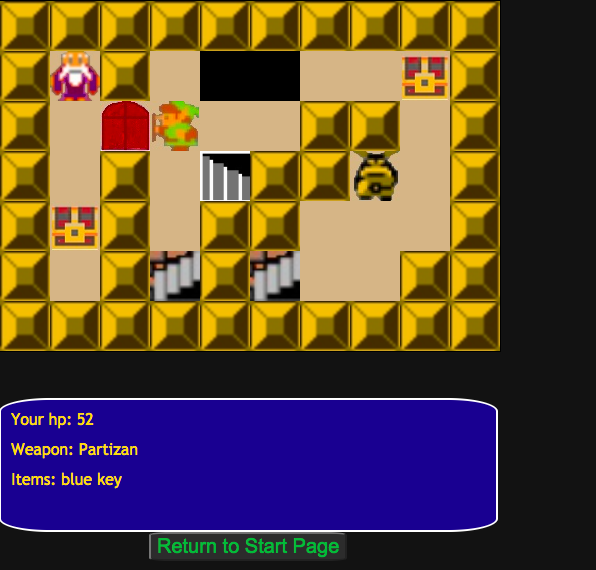 Your hp: 52
Weapon: Partizan
Items: blue key
Return to Start Page